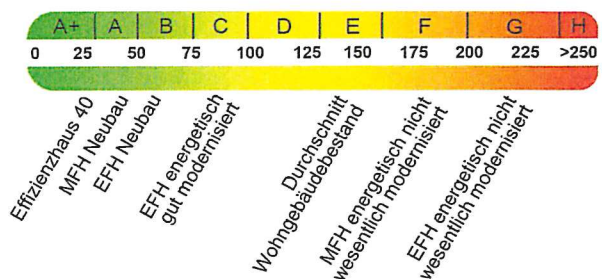 A+ A B C D E F G H
0 25 50 75 100 125 150 175 200 225 >250
Effizienzhaus 40
MFH Neubau
EFH Neubau
EFH energetisch
gut modernisiert
Durchschnitt
Wohngebäudebestand
MFH energetisch nicht
wesentlich modernisiert
EFH energetisch nicht
wesentlich modernisiert